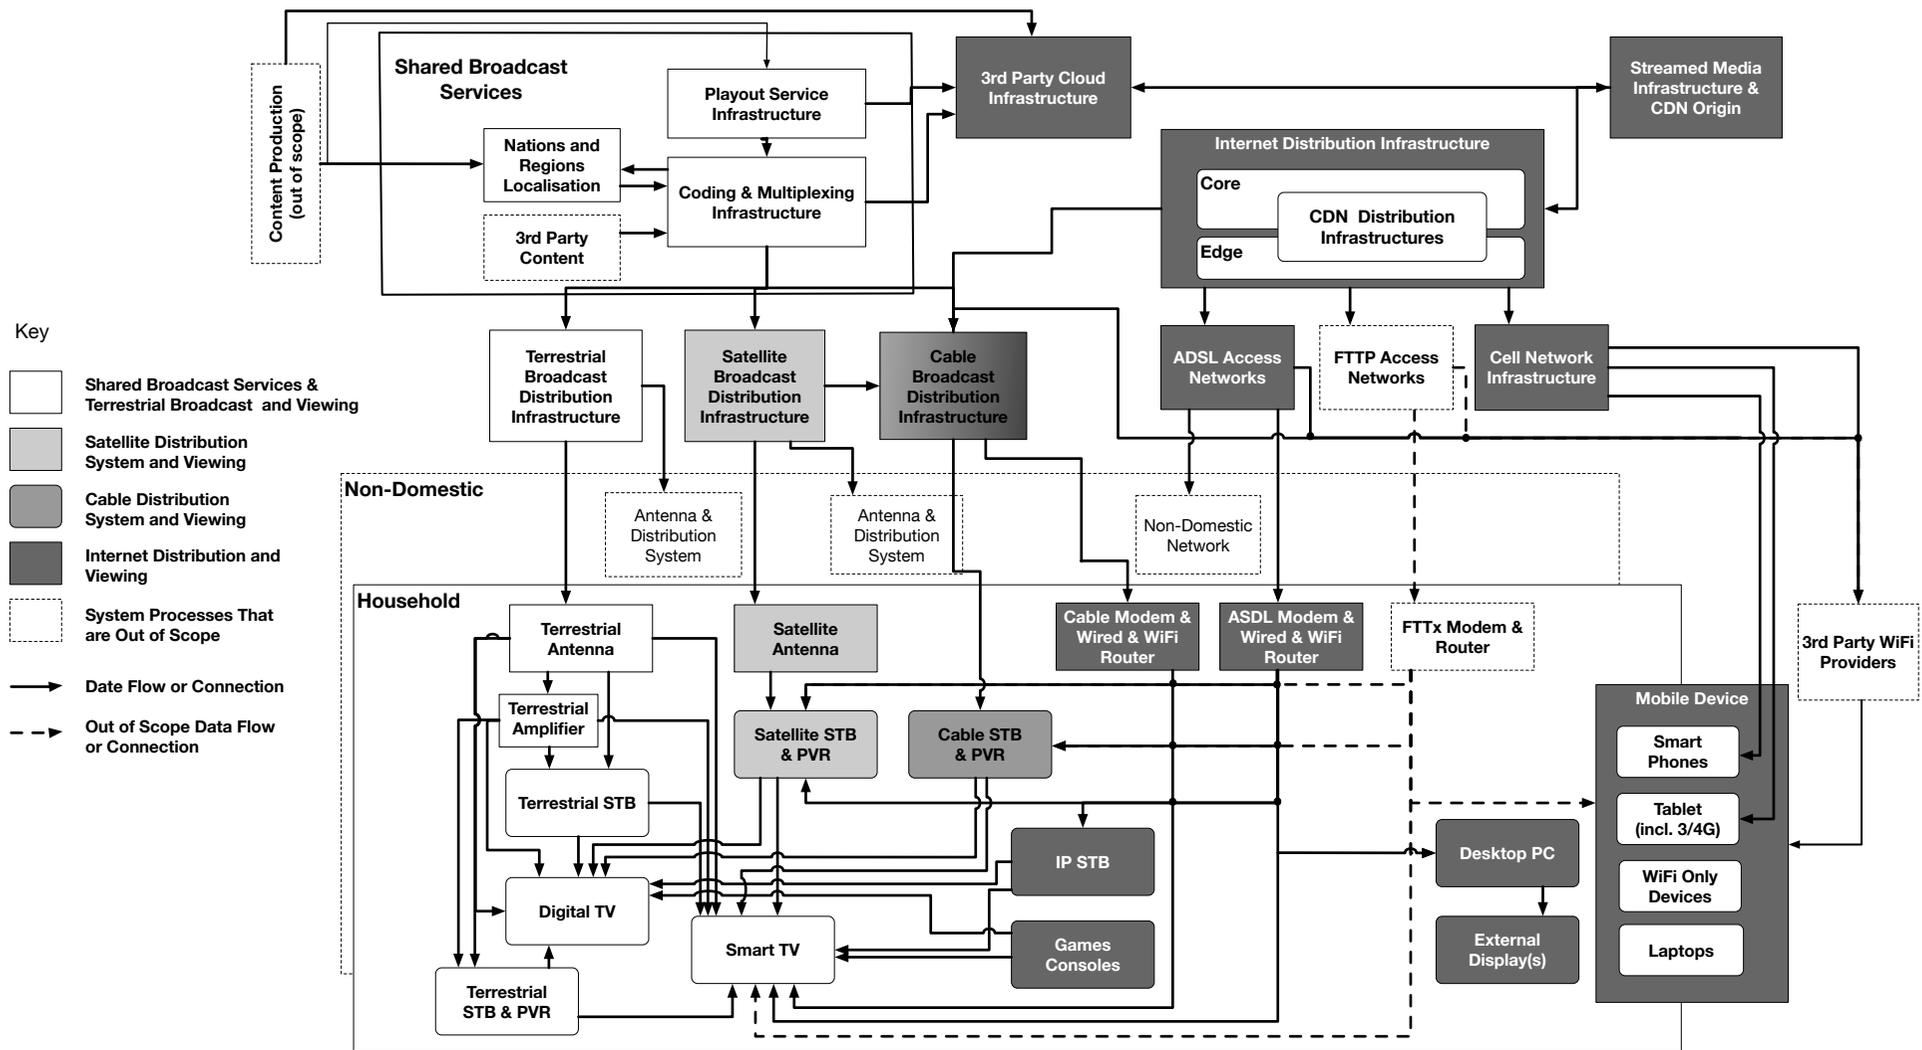 Shared Broadcast
Services
Content Production
(out of scope)
Playout Service
Infrastructure
Nations and
Regions
Localisation
Coding & Multiplexing
Infrastructure
3rd Party
Content
3rd Party Cloud
Infrastructure
Streamed Media
Infrastructure &
CDN Origin
Internet Distribution Infrastructure
Core
CDN Distribution
Infrastructures
Edge
Key
Shared Broadcast Services &
Terrestrial Broadcast and Viewing
Satellite Distribution
System and Viewing
Cable Distribution
System and Viewing
Internet Distribution and
Viewing
System Processes That
are Out of Scope
Date Flow or Connection
Out of Scope Data Flow
or Connection
Terrestrial
Broadcast
Distribution
Infrastructure
Satellite
Broadcast
Distribution
Infrastructure
Cable
Broadcast
Distribution
Infrastructure
ADSL Access
Networks
FTTP Access
Networks
Cell Network
Infrastructure
Non-Domestic
Antenna &
Distribution
System
Antenna &
Distribution
System
Non-Domestic
Network
Household
Terrestrial
Antenna
Satellite
Antenna
Cable Modem &
Wired & WiFi
Router
ASDL Modem &
Wired & WiFi
Router
FTTx Modem &
Router
3rd Party WiFi
Providers
Terrestrial
Amplifier
Satellite STB
& PVR
Cable STB
& PVR
Mobile Device
Smart
Phones
Tablet
(incl. 3/4G)
WiFi Only
Devices
Laptops
Terrestrial STB
IP STB
Desktop PC
Digital TV
Smart TV
Games
Consoles
External
Display(s)
Terrestrial
STB & PVR